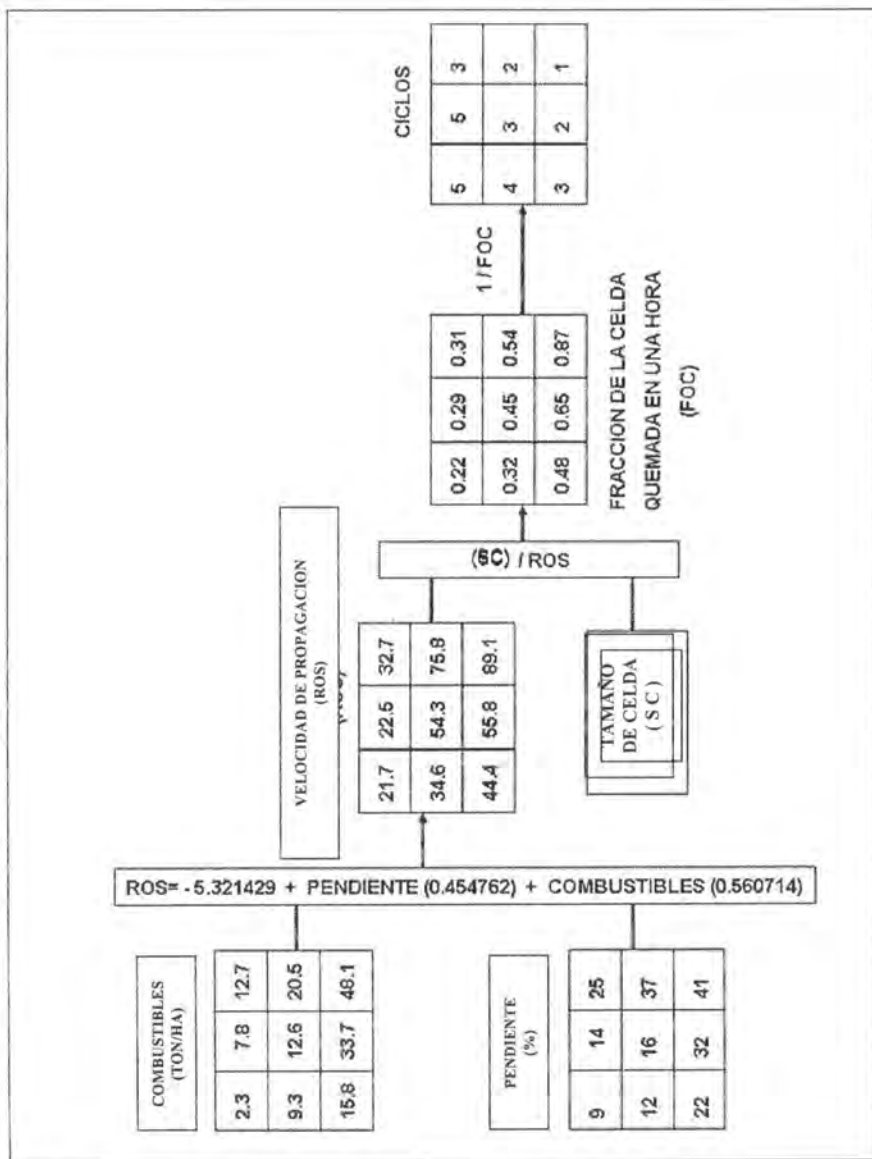 COMBUSTIBLES
(TON/HA)
2.3 7.8 12.7
9.3 12.6 20.5
15.8 33.7 48.1
PENDIENTE
(%)
9 14 25
12 16 37
22 32 41
ROS= - 5.321429 + PENDIENTE (0.454762) + COMBUSTIBLES (0.560714)
VELOCIDAD DE PROPAGACION
(ROS)
21.7 22.5 32.7
34.6 54.3 75.8
44.4 55.8 89.1
TAMAÑO
DE CELDA
( S C )
(SC) / ROS
0.22 0.29 0.31
0.32 0.45 0.54
0.48 0.65 0.87
FRACCION DE LA CELDA
QUEMADA EN UNA HORA
(FOC)
1 / FOC
CICLOS
5 5 3
4 3 2
3 2 1